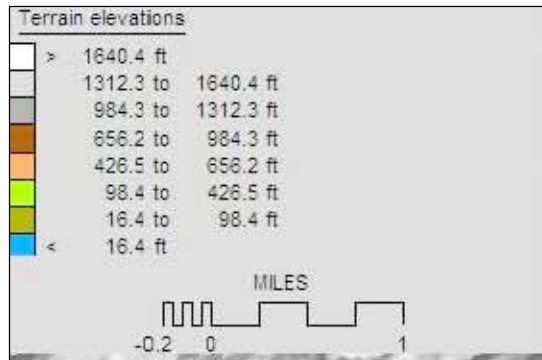 Terrain elevations
> 1640.4 ft
1312.3 to 1640.4 ft
984.3 to 1312.3 ft
656.2 to 984.3 ft
426.5 to 656.2 ft
98.4 to 426.5 ft
16.4 to 98.4 ft
< 16.4 ft
MILES
-0.2 0 1